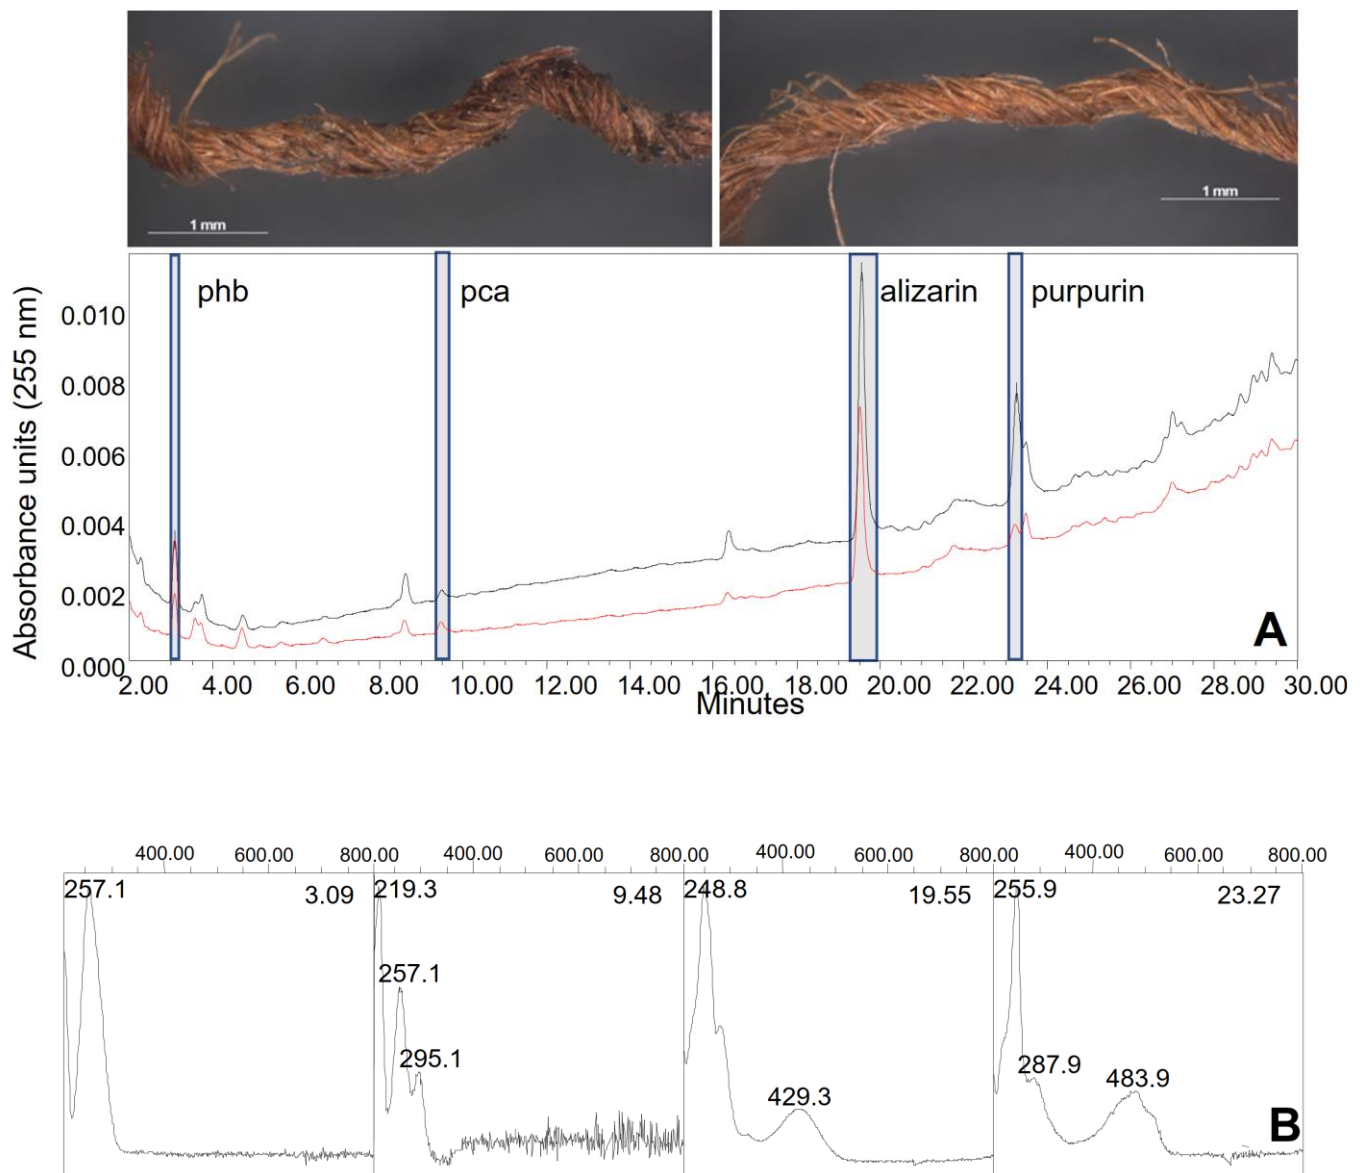 1 mm
1 mm
phb
pca
alizarin
purpurin
Absorbance units (255 nm)
0.010
0.008
0.006
0.004
0.002
0.000
A
2.00 4.00 6.00 8.00 10.00 12.00 14.00 16.00 18.00 20.00 22.00 24.00 26.00 28.00 30.00
Minutes
400.00 600.00 800.00 400.00 600.00 800.00 400.00 600.00 800.00 400.00 600.00 800.00
257.1 3.09 219.3 9.48 248.8 19.55 255.9 23.27
257.1
295.1
287.9
429.3
483.9
B